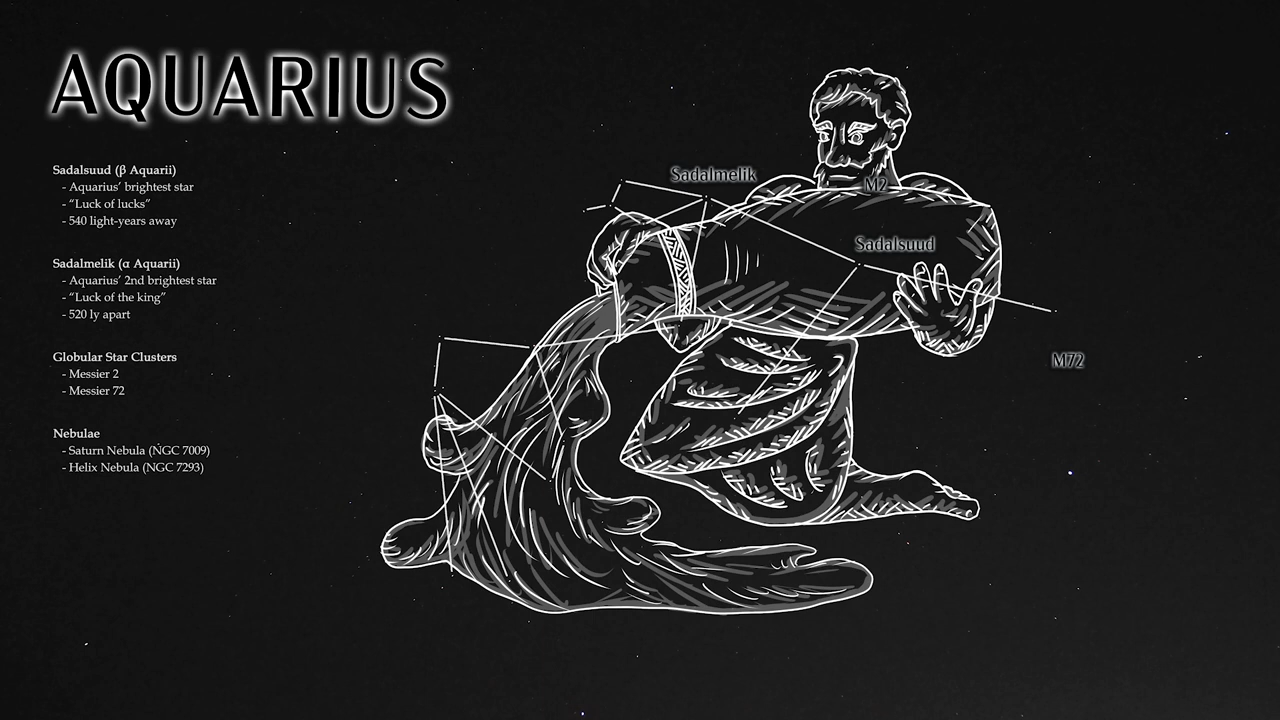 AQUARIUS
Sadalsuud (β Aquarii)
- Aquarius’ brightest star
- “Luck of lucks”
- 540 light-years away
Sadalmelik (α Aquarii)
- Aquarius’ 2nd brightest star
- “Luck of the king”
- 520 ly apart
Globular Star Clusters
- Messier 2
- Messier 72
Nebulae
- Saturn Nebula (ŃGC 7009)
- Helix Nebula (NGC 7293)
Sadalmelik
M2
Sadalsuud
M72